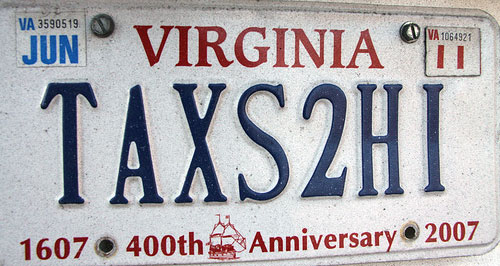 VA 3590519
JUN
VIRGINIA
VA 1064921
11
TAXS2HI
1607 400th Anniversary 2007